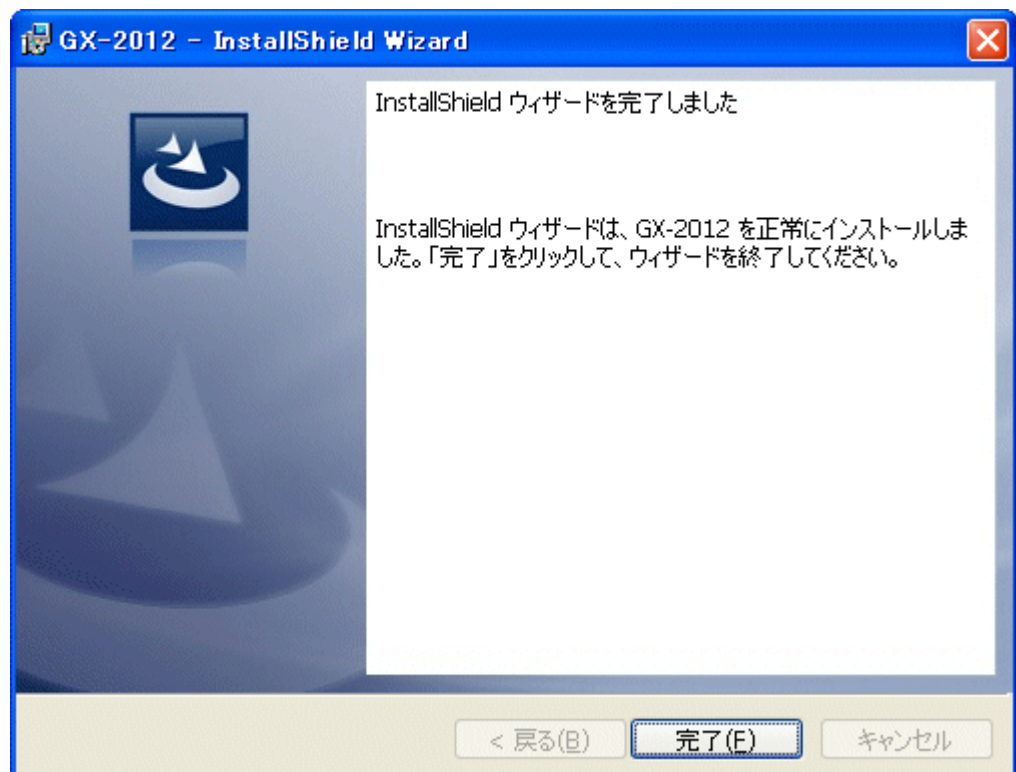 GX-2012 - InstallShield Wizard
InstallShield ウィザードを完了しました
InstallShield ウィザードは、GX-2012 を正常にインストールしま
した。「完了」をクリックして、ウィザードを終了してください。
< 戻る(B) 完了(F) キャンセル